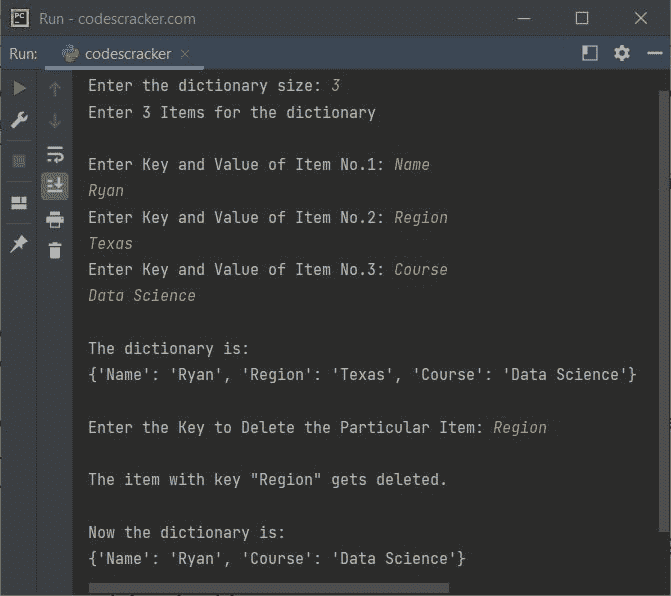 PC
Run - codescracker.com
Run: codescracker
Enter the dictionary size: 3
Enter 3 Items for the dictionary
Enter Key and Value of Item No.1: Name
Ryan
Enter Key and Value of Item No.2: Region
Texas
Enter Key and Value of Item No.3: Course
Data Science
The dictionary is:
{'Name': 'Ryan', 'Region': 'Texas', 'Course': 'Data Science'}
Enter the Key to Delete the Particular Item: Region
The item with key "Region" gets deleted.
Now the dictionary is:
{'Name': 'Ryan', 'Course': 'Data Science'}